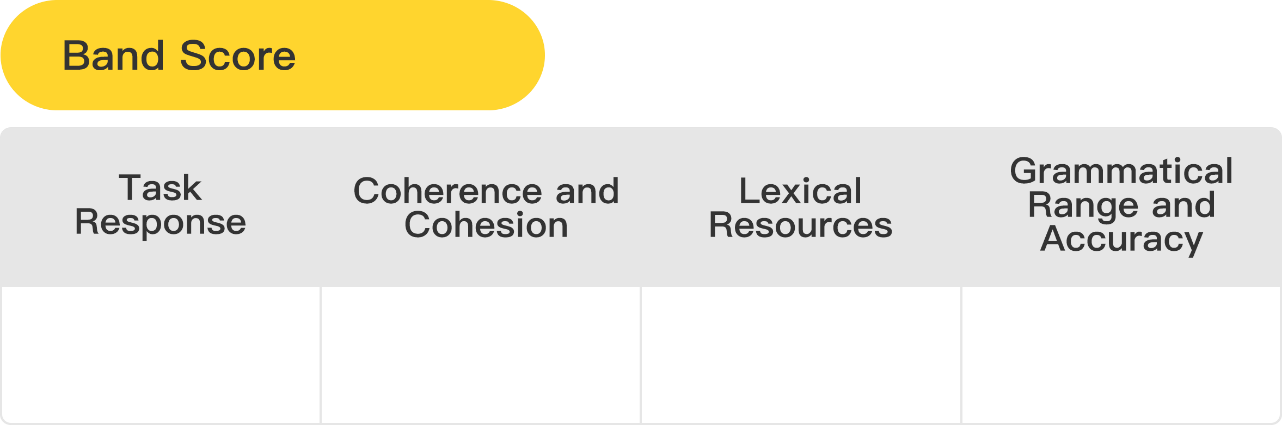 Band Score
Task
Response
Coherence and
Cohesion
Lexical
Resources
Grammatical
Range and
Accuracy